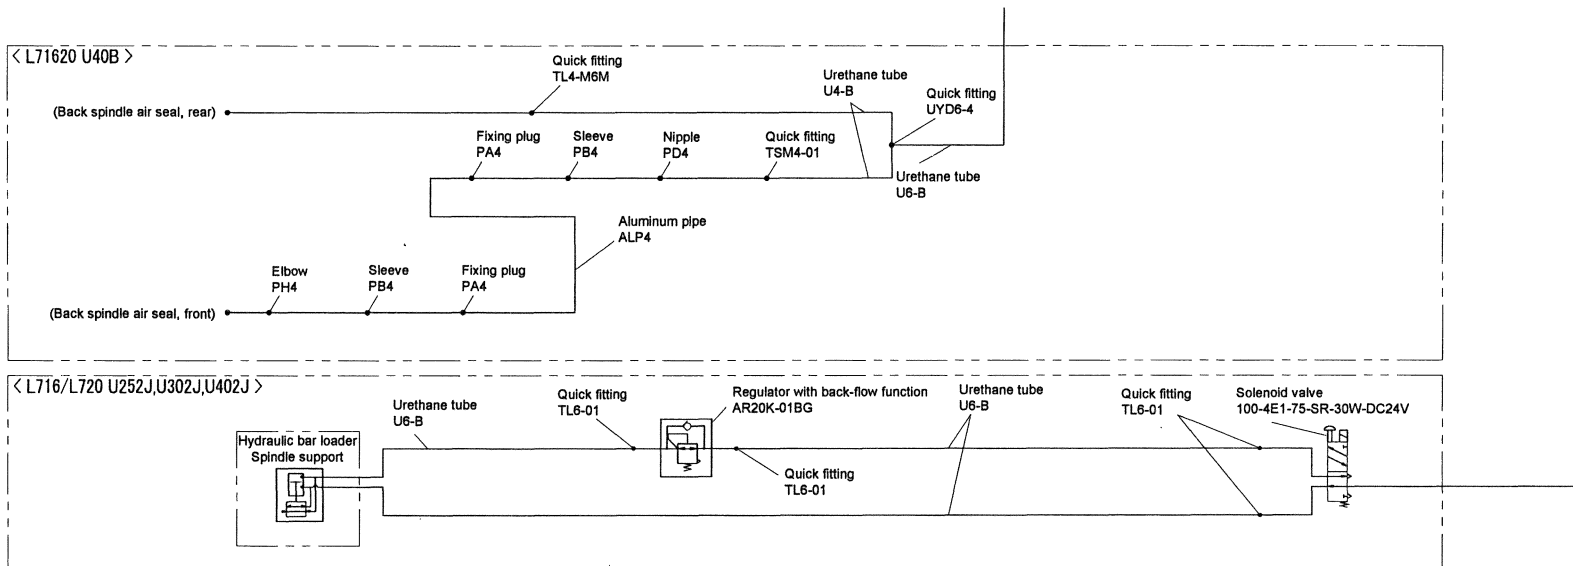 < L71620 U40B >
Quick fitting
TL4-M6M
Urethane tube
U4-B
Quick fitting
UYD6-4
(Back spindle air seal, rear)
Fixing plug
PA4
Sleeve
PB4
Nipple
PD4
Quick fitting
TSM4-01
Urethane tube
U6-B
Aluminum pipe
ALP4
Elbow
PH4
Sleeve
PB4
Fixing plug
PA4
(Back spindle air seal, front)
< L716/L720 U252J,U302J,U402J >
Urethane tube
U6-B
Quick fitting
TL6-01
Regulator with back-flow function
AR20K-01BG
Urethane tube
U6-B
Quick fitting
TL6-01
Solenoid valve
100-4E1-75-SR-30W-DC24V
Hydraulic bar loader
Spindle support
Quick fitting
TL6-01